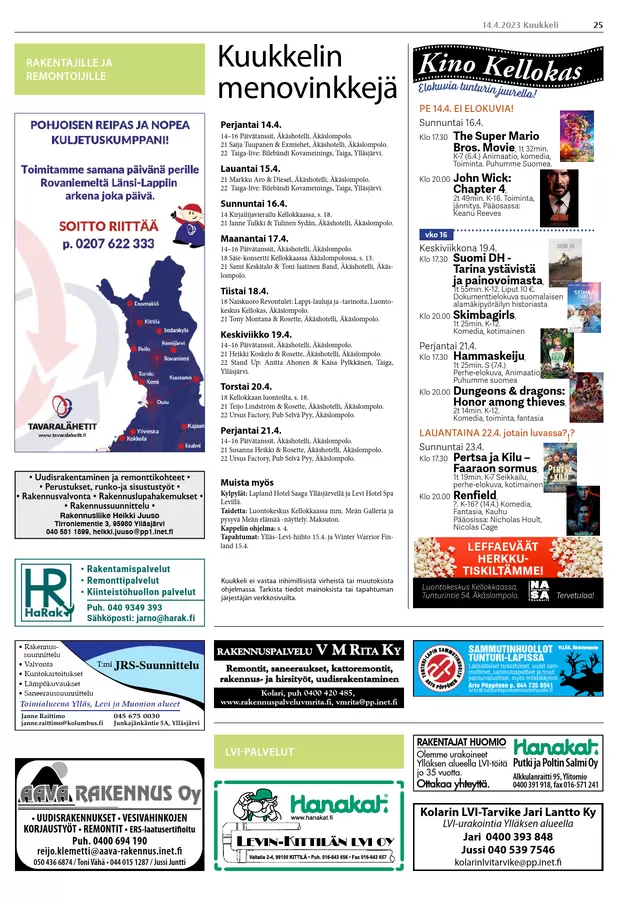 14.4.2023 Kuukkeli 25
RAKENTAJILLE JA
REMONTOIJILLE
POHJOISEN REIPAS JA NOPEA
KULJETUSKUMPPANI!
Toimitamme samana päivänä perille
Rovaniemeltä Länsi-Lappiin
arkena joka päivä.
SOITTO RIITTÄÄ
p. 0207 622 333
Enontekiö
Kittilä
Sodankylä
Kemijärvi
Pello
Rovaniemi
Tornio
Kemi
Kuusamo
Oulu
Kajaani
Ylivieska
Kokkola
Iisalmi
TAVARALÄHETIT
www.tavaralahetit.fi
• Uudisrakentaminen ja remonttikohteet •
• Perustukset, runko-ja sisustustyöt •
• Rakennusvalvonta • Rakennuslupahakemukset •
• Rakennussuunnittelu •
Rakennusliike Heikki Juuso
Tirroniementie 3, 95980 Ylläsjärvi
040 581 1899, heikki.juuso@pp1.inet.fi
HR
HaRak
• Rakentamispalvelut
• Remonttipalvelut
• Kiinteistöhuollon palvelut
Puh. 040 9349 393
Sähköposti: jarno@harak.fi
• Rakennus-
suunnittelu
• Valvonta
• Kuntokartoitukset
• Lämpökuvaukset
• Saneeraussuunnittelu
T:mi JRS-Suunnittelu
Toimialueena Ylläs, Levi ja Muonion alueet
Janne Raittimo
janne.raittimo@kolumbus.fi
045 675 0030
Junkajänkäntie 5A, Ylläsjärvi
AAVA RAKENNUS Oy
• UUDISRAKENNUKSET • VESIVAHINKOJEN
KORJAUSTYÖT • REMONTIT • ERS-laatusertifioitu
Puh. 0400 694 190
reijo.klemetti@aava-rakennus.inet.fi
050 436 6874 / Toni Vähä • 044 015 1287 / Jussi Juntti
Kuukkelin
menovinkkejä
Perjantai 14.4.
14–16 Päivätanssit, Äkäshotelli, Äkäslompolo.
21 Saija Tuupanen & Exmiehet, Äkäshotelli, Äkäslompolo.
22 Taiga-live: Bilebändi Kovameinings, Taiga, Ylläsjärvi.
Lauantai 15.4.
21 Markku Aro & Diesel, Äkäshotelli, Äkäslompolo.
22 Taiga-live: Bilebändi Kovameinings, Taiga, Ylläsjärvi.
Sunnuntai 16.4.
14 Kirjailijavierailu Kellokkaassa, s. 18.
21 Janne Tulkki & Tulinen Sydän, Äkäshotelli, Äkäslompolo.
Maanantai 17.4.
14–16 Päivätanssit, Äkäshotelli, Äkäslompolo.
18 Säie-konsertti Kellokkaassa Äkäslompolossa, s. 13.
21 Sami Keskitalo & Toni Jaatinen Band, Äkäshotelli, Äkäs-
lompolo.
Tiistai 18.4.
18 Naiskuoro Revontulet: Lappi-lauluja ja -tarinoita, Luonto-
keskus Kellokas, Äkäslompolo.
21 Tony Montana & Rosette, Äkäshotelli, Äkäslompolo.
Keskiviikko 19.4.
14–16 Päivätanssit, Äkäshotelli, Äkäslompolo.
21 Heikki Koskelo & Rosette, Äkäshotelli, Äkäslompolo.
22 Stand Up: Anitta Ahonen & Kaisa Pylkkänen, Taiga,
Ylläsjärvi.
Torstai 20.4.
18 Kellokkaan luontoilta, s. 18.
21 Teijo Lindström & Rosette, Äkäshotelli, Äkäslompolo.
22 Ursus Factory, Pub Selvä Pyy, Äkäslompolo.
Perjantai 21.4.
14–16 Päivätanssit, Äkäshotelli, Äkäslompolo.
21 Susanna Heikki & Rosette, Äkäshotelli, Äkäslompolo.
22 Ursus Factory, Pub Selvä Pyy, Äkäslompolo.
Muista myös
Kylpylät: Lapland Hotel Saaga Ylläsjärvellä ja Levi Hotel Spa
Levillä.
Taidetta: Luontokeskus Kellokkaassa mm. Meän Galleria ja
pysyvä Meän elämää -näyttely. Maksuton.
Kappelin ohjelma: s. 4.
Tapahtumat: Ylläs–Levi-hiihto 15.4. ja Winter Warrior Fin-
land 15.4.
Kuukkeli ei vastaa inhimillisistä virheistä tai muutoksista
ohjelmassa. Tarkista tiedot mainoksista tai tapahtuman
järjestäjän verkkosivuilta.
Kino Kellokas
Elokuvia tunturin juurella!
PE 14.4. EI ELOKUVIA!
Sunnuntai 16.4.
Klo 17.30 The Super Mario
Bros. Movie, 1t 32min.
K-7 (6.4.) Animaatio, komedia,
Toiminta. Puhumme Suomea.
Klo 20.00 John Wick:
Chapter 4,
2t 49min. K-16. Toiminta,
jännitys. Pääosassa:
Keanu Reeves
vko 16
Keskiviikkona 19.4.
Klo 17.30 Suomi DH -
Tarina ystävistä
ja painovoimasta,
1t 55min. K-12. Liput 10 €.
Dokumenttielokuva suomalaisen
alamäkipyöräilyn historiasta
Klo 20.00 Skimbagirls,
1t 25min. K-12.
Komedia, kotimainen
Perjantai 21.4.
Klo 17.30 Hammaskeiju,
1t 25min. S (7.4.)
Perhe-elokuva, Animaatio
Puhumme suomea
Klo 20.00 Dungeons & dragons:
Honor among thieves,
2t 14min. K-12.
Komedia, toiminta, fantasia
LAUANTAINA 22.4. jotain luvassa?¿?
Sunnuntai 23.4.
Klo 17.30 Pertsa ja Kilu –
Faaraon sormus,
1t 19min. K-7 Seikkailu,
perhe-elokuva, kotimainen
Klo 20.00 Renfield,
?. K-16? (14.4.) Komedia,
Fantasia, Kauhu
Pääosissa: Nicholas Hoult,
Nicolas Cage
LEFFAEVÄÄT
HERKKU-
TISKILTÄMME!
Luontokeskus Kellokkaassa,
Tunturintie 54, Äkäslompolo.
NASA
Tervetuloa!
RAKENNUSPALVELU V M RITA KY
Remontit, saneeraukset, kattoremontit,
rakennus- ja hirsityöt, uudisrakentaminen
Kolari, puh 0400 420 485,
www.rakennuspalveluvmrita.fi, vmrita@pp.inet.fi
SAMMUTINHUOLLOT
TUNTURI-LAPISSA
YLLÄS, Äkäslompolo
Arto Pöppönen p. 044 735 0541
LVI-PALVELUT
Hanakat
www.hanakat.fi
LEVIN-KITTILÄN LVI OY
Valtatie 2-4, 99100 KITTILÄ • Puh. 016-643 656 • Fax 016-643 657
RAKENTAJAT HUOMIO
Olemme urakoineet
Ylläksen alueella LVI-töitä
jo 35 vuotta.
Ottakaa yhteyttä.
Hanakat
Putki ja Poltin Salmi Oy
Alkkulanraitti 95, Ylitornio
0400 391 918, fax 016-571 241
Kolarin LVI-Tarvike Jari Lantto Ky
LVI-urakointia Ylläksen alueella
Jari 0400 393 848
Jussi 040 539 7546
kolarinlvitarvike@pp.inet.fi